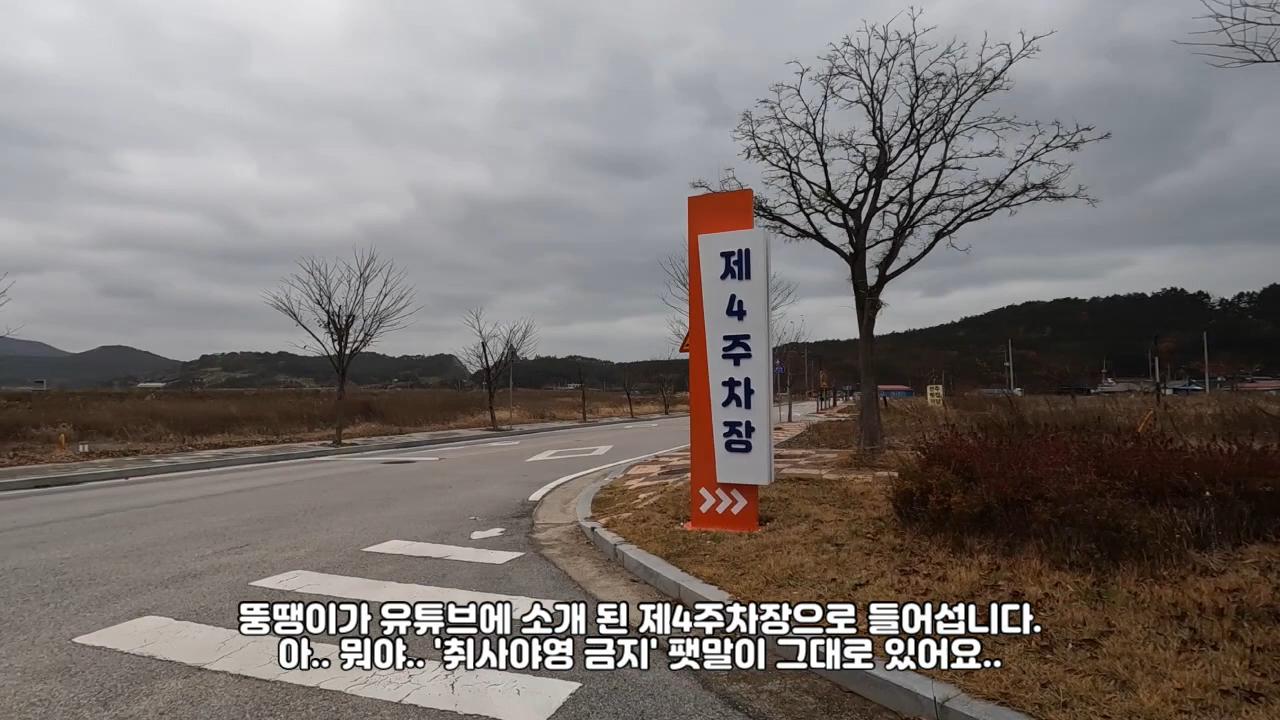 제4주차장
뚱땡이가 유튜브에 소개 된 제4주차장으로 들어섭니다.
아.. 뭐야.. '취사야영 금지' 팻말이 그대로 있어요..